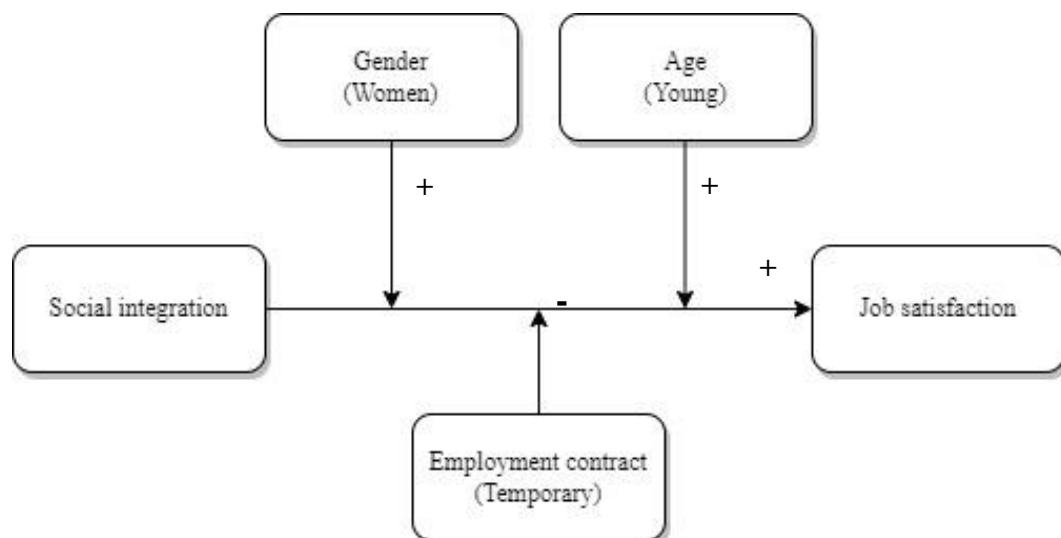 Gender
(Women)
Age
(Young)
+
+
+
Social integration
-
Job satisfaction
Employment contract
(Temporary)